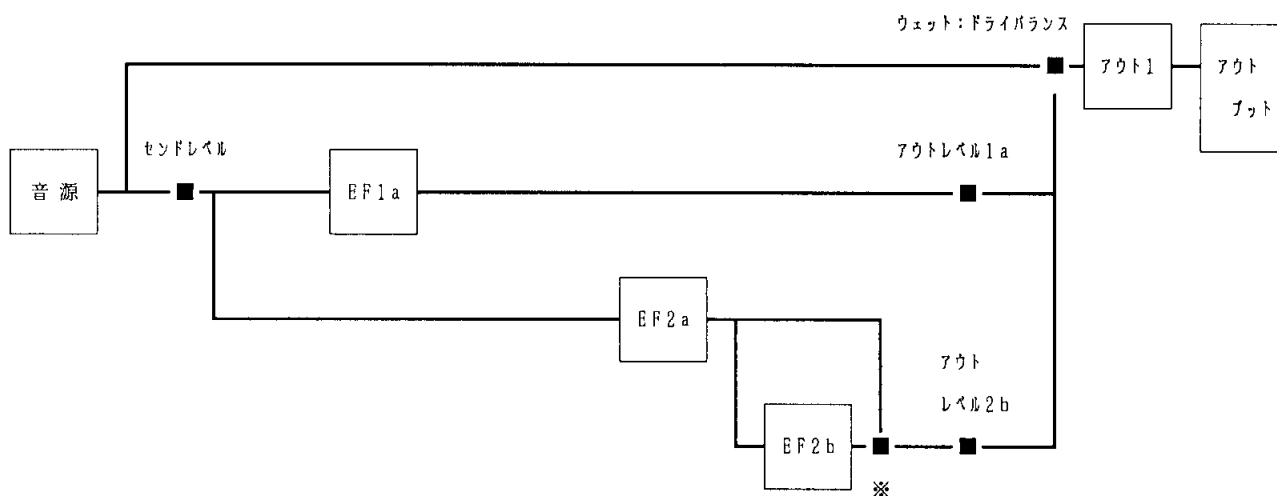 ウェット:ドライバランス
アウト1
アウト
プット
センドレベル
アウトレベル1a
音源
EF1a
EF2a
アウト
レベル2b
EF2b
※